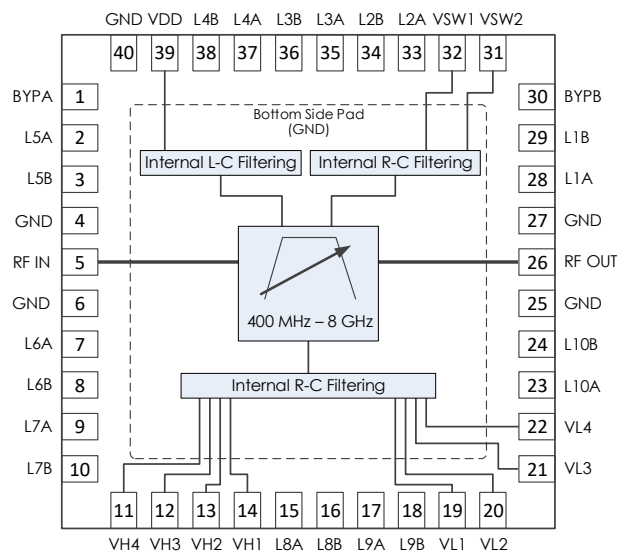 GND VDD L4B L4A L3B L3A L2B L2A VSW1 VSW2
40 39 38 37 36 35 34 33 32 31
BYPA 1
L5A 2
L5B 3
GND 4
RF IN 5
GND 6
L6A 7
L6B 8
L7A 9
L7B 10
Bottom Side Pad
(GND)
Internal L-C Filtering
Internal R-C Filtering
400 MHz – 8 GHz
Internal R-C Filtering
30 BYPB
29 L1B
28 L1A
27 GND
26 RF OUT
25 GND
24 L10B
23 L10A
22 VL4
21 VL3
11 12 13 14 15 16 17 18 19 20
VH4 VH3 VH2 VH1 L8A L8B L9A L9B VL1 VL2